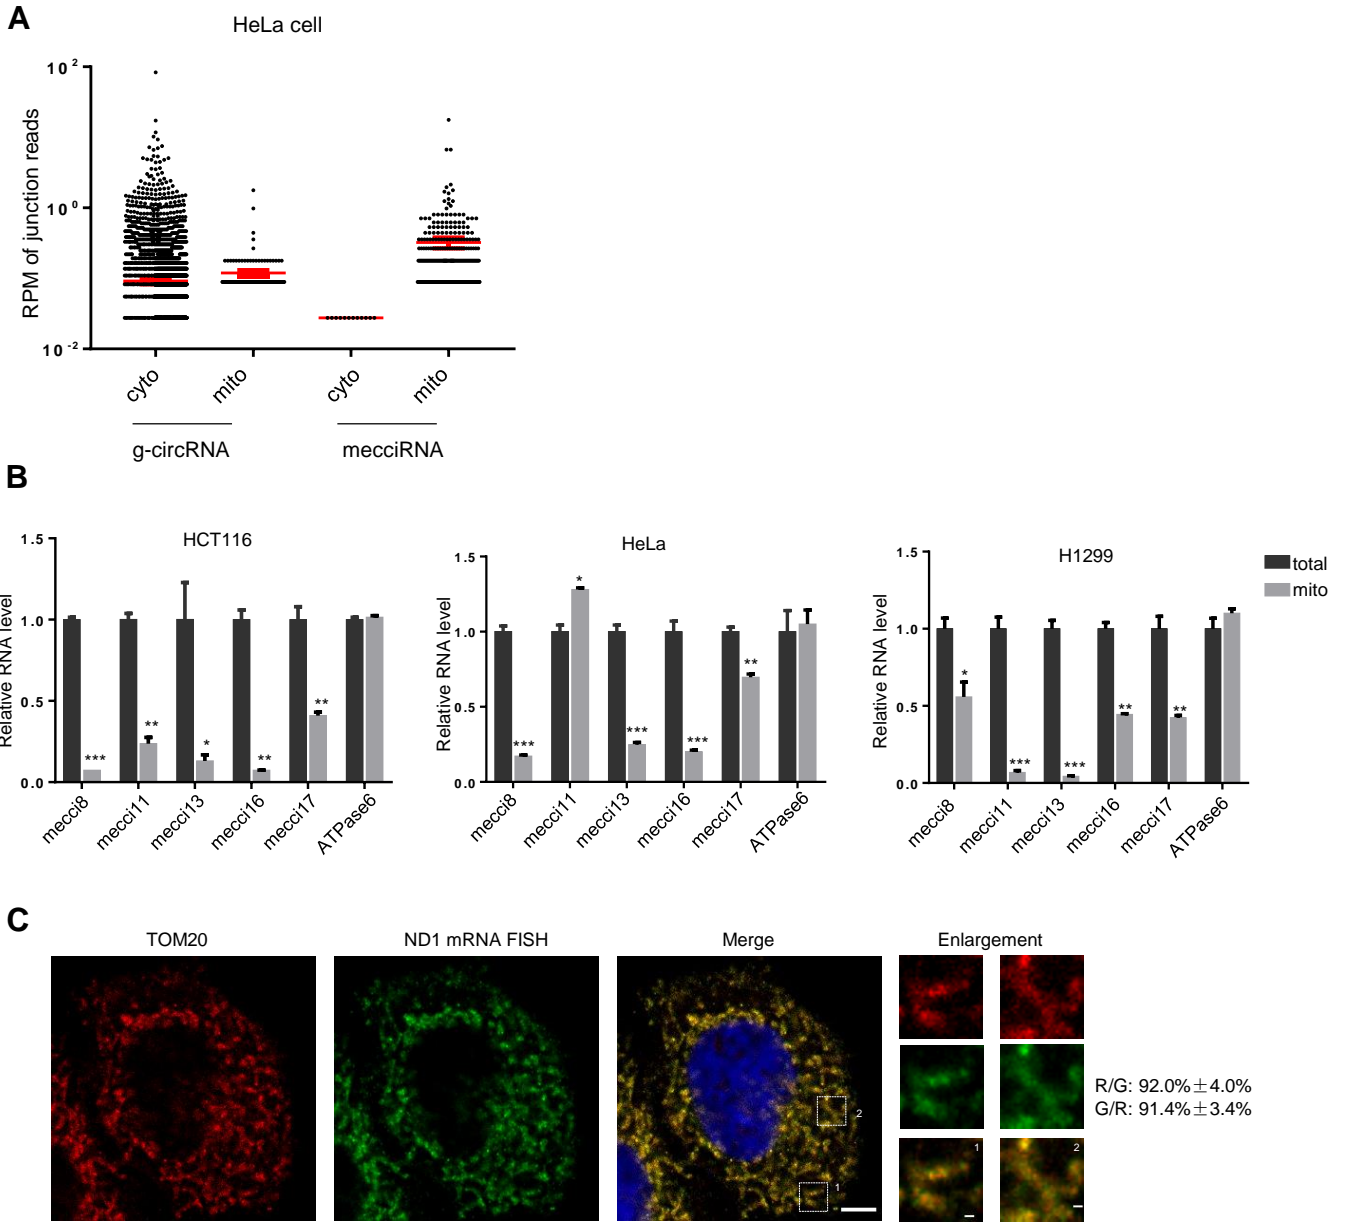 A
HeLa cell
RPM of junction reads
10²
10⁰
10⁻²
cyto
mito
cyto
mito
g-circRNA
mecciRNA
B
HCT116
Relative RNA level
1.5
1.0
0.5
0.0
***
**
*
**
**
mecci8
mecci11
mecci13
mecci16
mecci17
ATPase6
HeLa
Relative RNA level
1.5
1.0
0.5
0.0
***
*
***
***
**
mecci8
mecci11
mecci13
mecci16
mecci17
ATPase6
H1299
Relative RNA level
1.5
1.0
0.5
0.0
*
***
***
**
**
mecci8
mecci11
mecci13
mecci16
mecci17
ATPase6
total
mito
C
TOM20
ND1 mRNA FISH
Merge
Enlargement
2
1
1
2
R/G: 92.0%±4.0%
G/R: 91.4%±3.4%